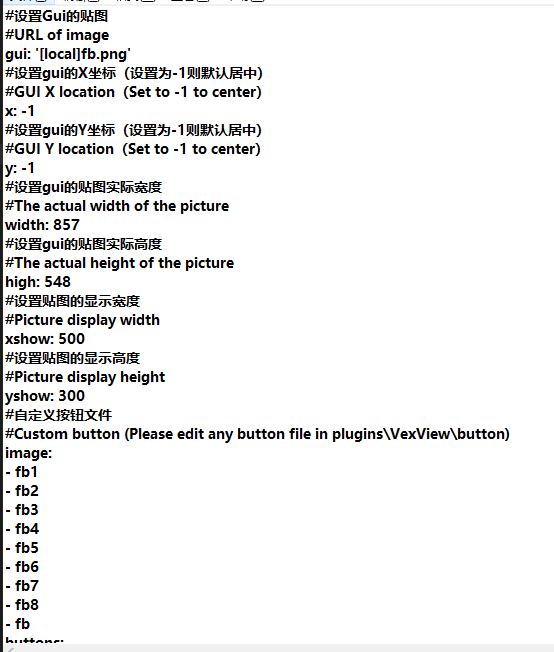 #设置Gui的贴图
#URL of image
gui: '[local]fb.png'
#设置gui的X坐标（设置为-1则默认居中）
#GUI X location（Set to -1 to center）
x: -1
#设置gui的Y坐标（设置为-1则默认居中）
#GUI Y location（Set to -1 to center）
y: -1
#设置gui的贴图实际宽度
#The actual width of the picture
width: 857
#设置gui的贴图实际高度
#The actual height of the picture
high: 548
#设置贴图的显示宽度
#Picture display width
xshow: 500
#设置贴图的显示高度
#Picture display height
yshow: 300
#自定义按钮文件
#Custom button (Please edit any button file in plugins\VexView\button)
image:
- fb1
- fb2
- fb3
- fb4
- fb5
- fb6
- fb7
- fb8
- fb
buttons: